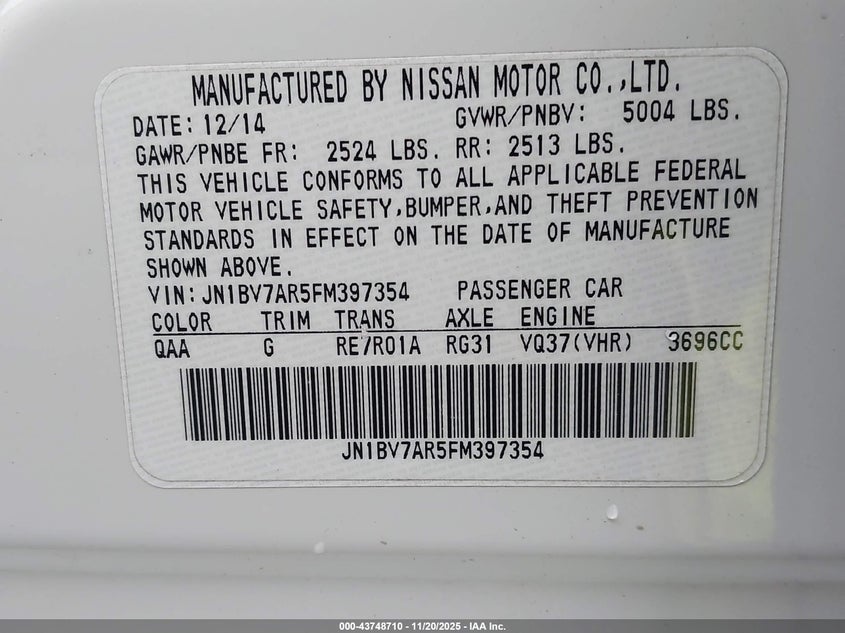 MANUFACTURED BY NISSAN MOTOR CO.,LTD.
DATE: 12/14 GVWR/PNBV: 5004 LBS.
GAWR/PNBE FR: 2524 LBS. RR: 2513 LBS.
THIS VEHICLE CONFORMS TO ALL APPLICABLE FEDERAL
MOTOR VEHICLE SAFETY,BUMPER,AND THEFT PREVENTION
STANDARDS IN EFFECT ON THE DATE OF MANUFACTURE
SHOWN ABOVE.
VIN: JN1BV7AR5FM397354 PASSENGER CAR
COLOR TRIM TRANS AXLE ENGINE
QAA G RE7R01A RG31 VQ37(VHR) 3696CC
JN1BV7AR5FM397354
000-43748710 - 11/20/2025 - IAA Inc.